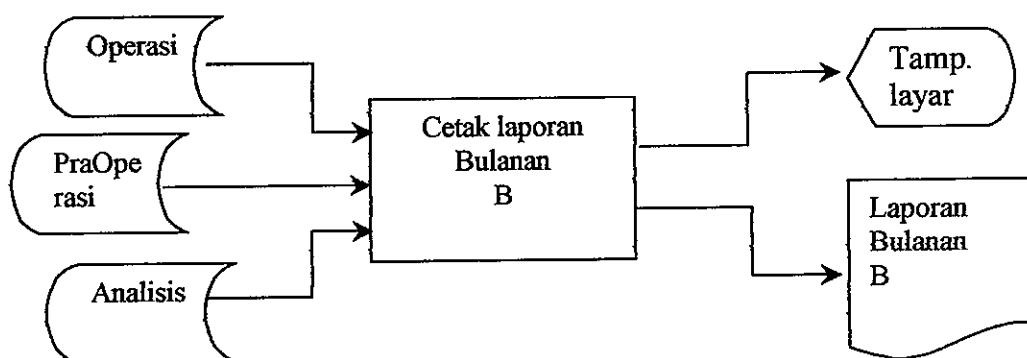 Operasi
PraOpe
rasi
Analisis
Cetak laporan
Bulanan
B
Tamp.
layar
Laporan
Bulanan
B